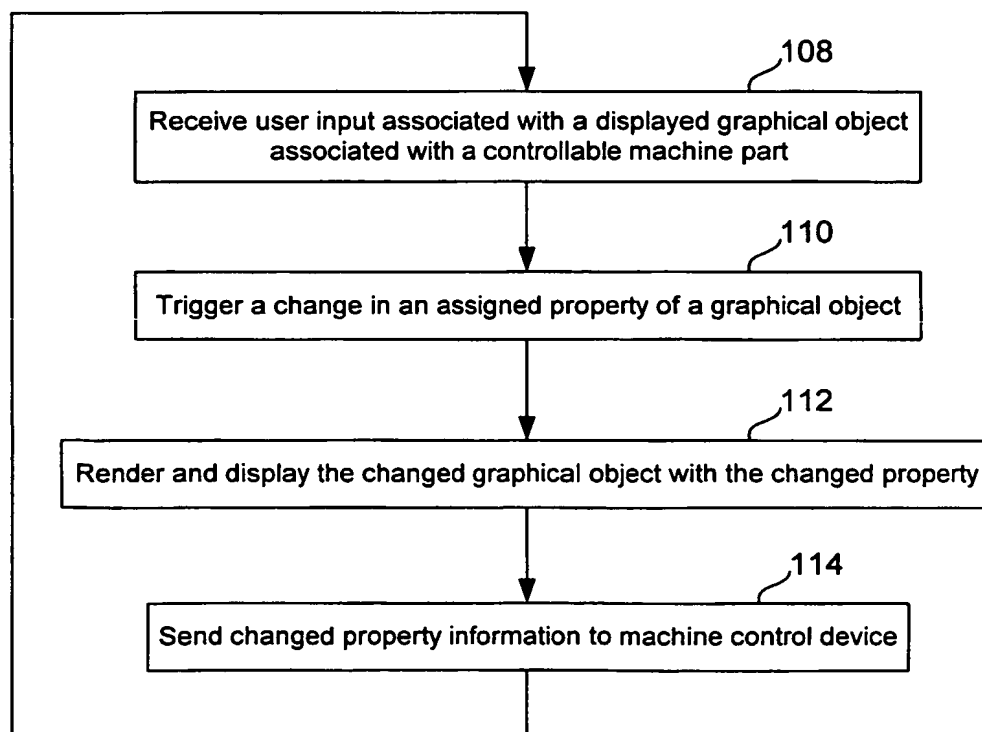 108
Receive user input associated with a displayed graphical object
associated with a controllable machine part
110
Trigger a change in an assigned property of a graphical object
112
Render and display the changed graphical object with the changed property
114
Send changed property information to machine control device